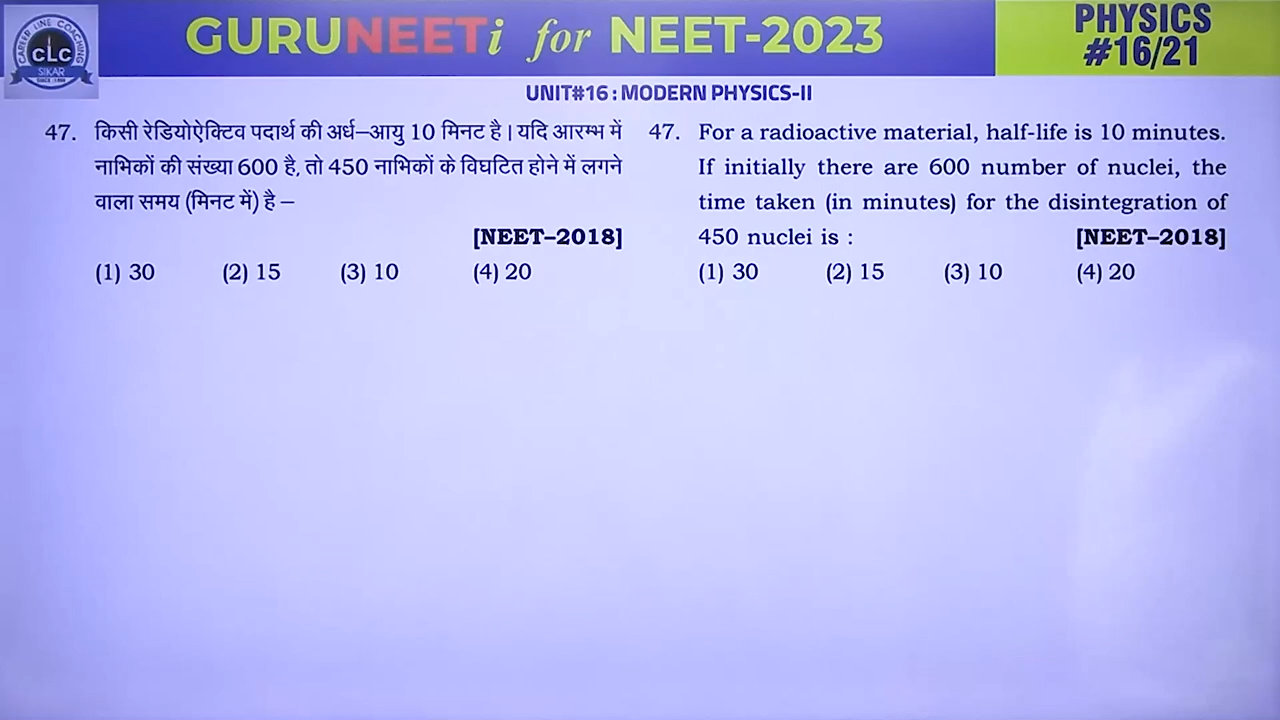 CAREER LINE COACHING
CLC
SIKAR
SINCE : 1996
GURUNEETi for NEET-2023
PHYSICS
#16/21
UNIT#16 : MODERN PHYSICS-II
47. किसी रेडियोऐक्टिव पदार्थ की अर्ध–आयु 10 मिनट है। यदि आरम्भ में
नाभिकों की संख्या 600 है, तो 450 नाभिकों के विघटित होने में लगने
वाला समय (मिनट में) है –
[NEET–2018]
(1) 30 (2) 15 (3) 10 (4) 20
47. For a radioactive material, half-life is 10 minutes.
If initially there are 600 number of nuclei, the
time taken (in minutes) for the disintegration of
450 nuclei is : [NEET–2018]
(1) 30 (2) 15 (3) 10 (4) 20